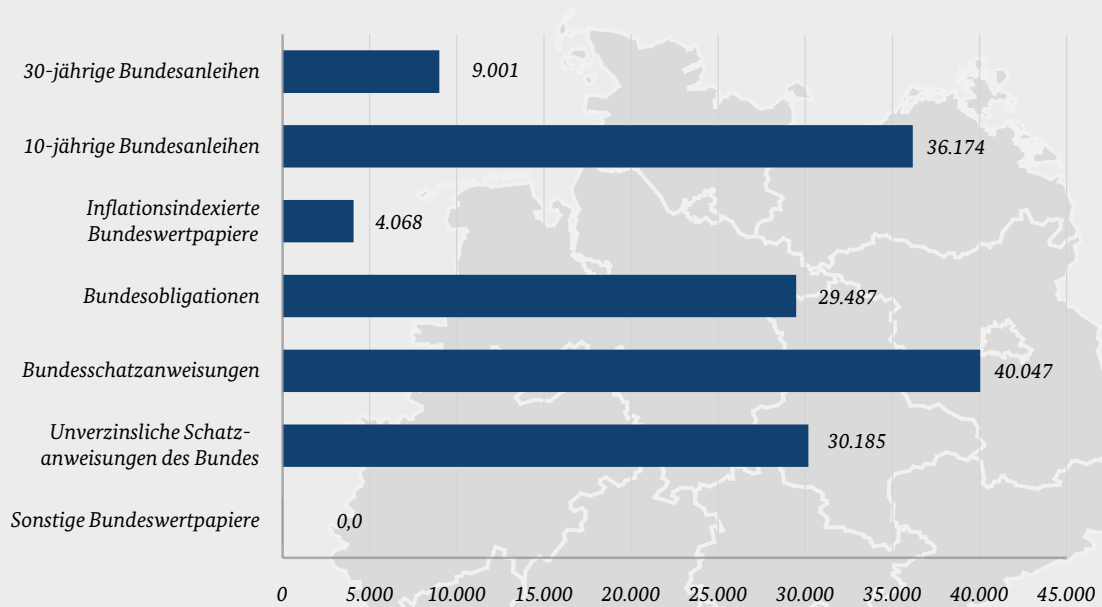 30-jährige Bundesanleihen 9.001
10-jährige Bundesanleihen 36.174
Inflationsindexierte
Bundeswertpapiere 4.068
Bundesobligationen 29.487
Bundesschatzanweisungen 40.047
Unverzinsliche Schatz-
anweisungen des Bundes 30.185
Sonstige Bundeswertpapiere 0,0
0 5.000 10.000 15.000 20.000 25.000 30.000 35.000 40.000 45.000